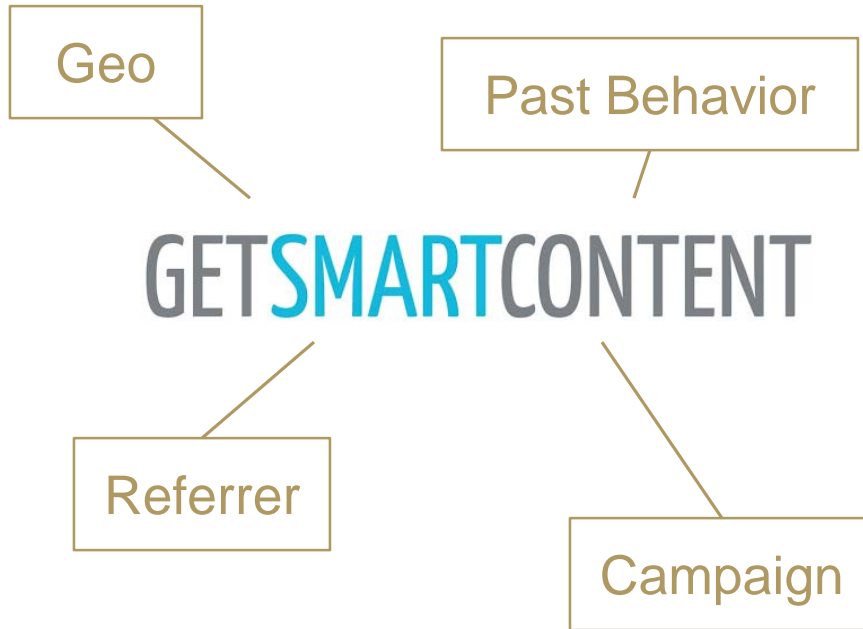 Geo
Past Behavior
GETSMARTCONTENT
Referrer
Campaign